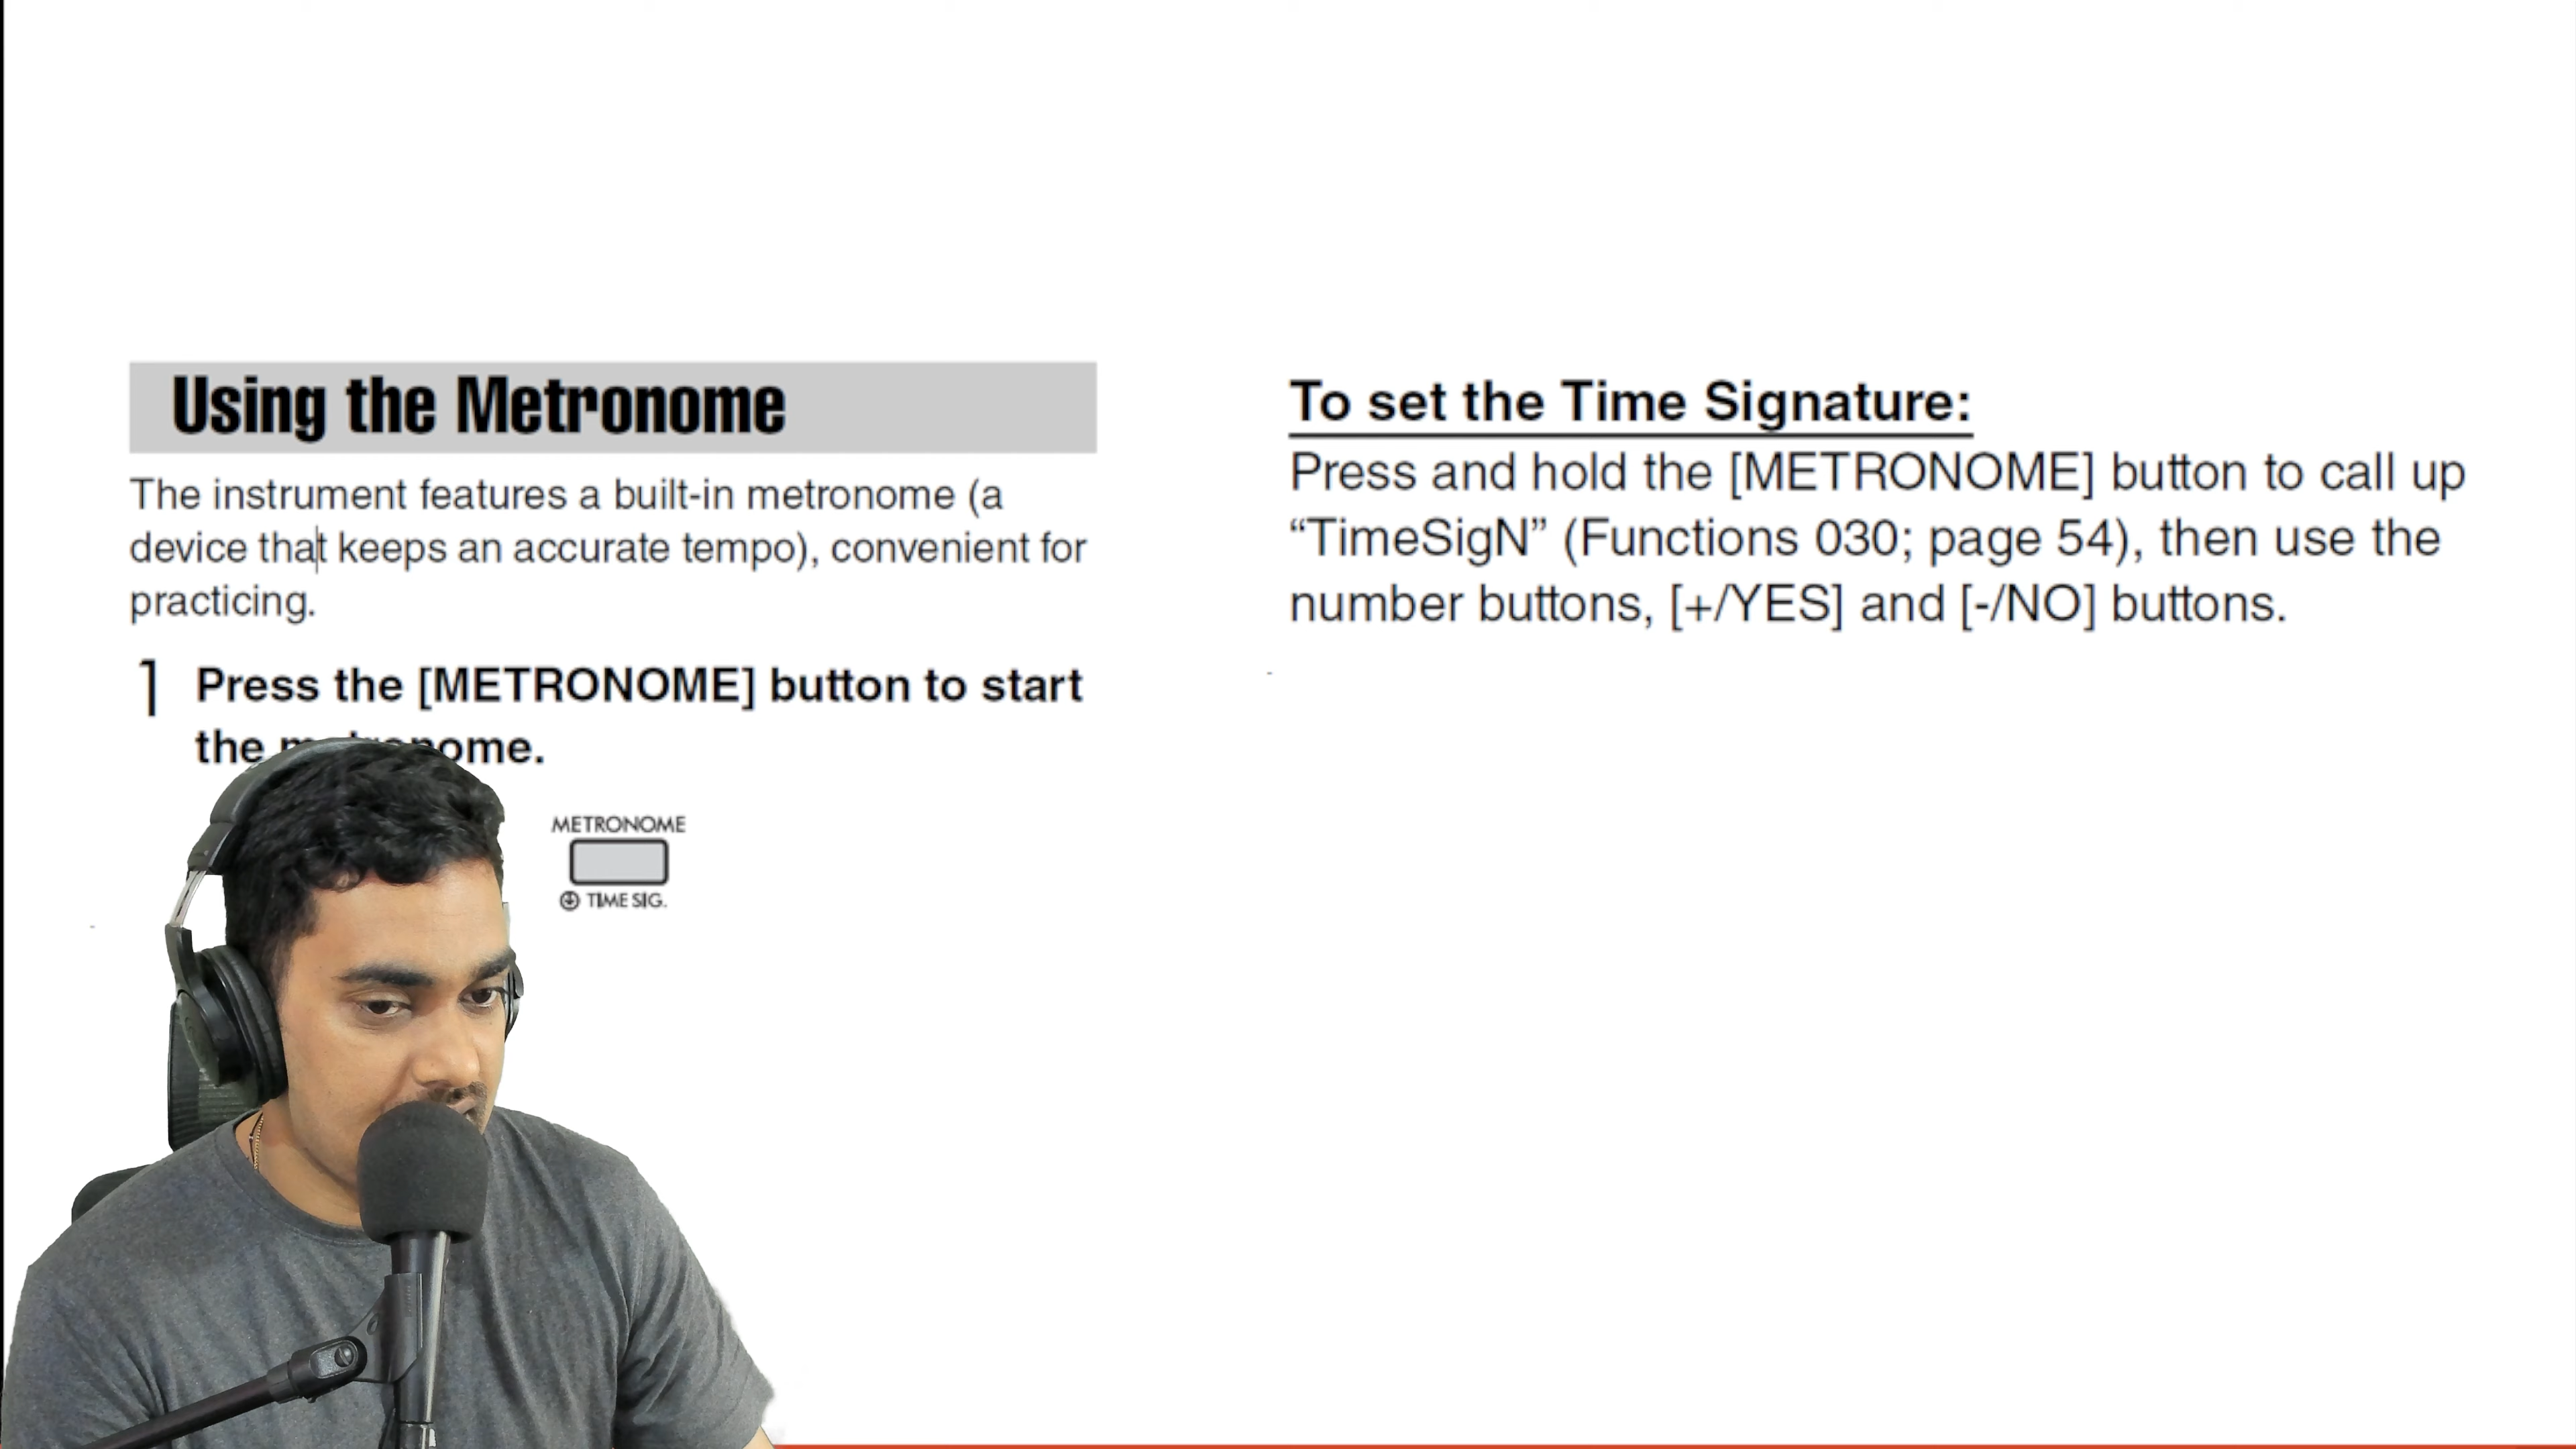 Using the Metronome
The instrument features a built-in metronome (a
device that keeps an accurate tempo), convenient for
practicing.
1 Press the [METRONOME] button to start
the metronome.
METRONOME
TIME SIG.
To set the Time Signature:
Press and hold the [METRONOME] button to call up
“TimeSigN” (Functions 030; page 54), then use the
number buttons, [+/YES] and [-/NO] buttons.